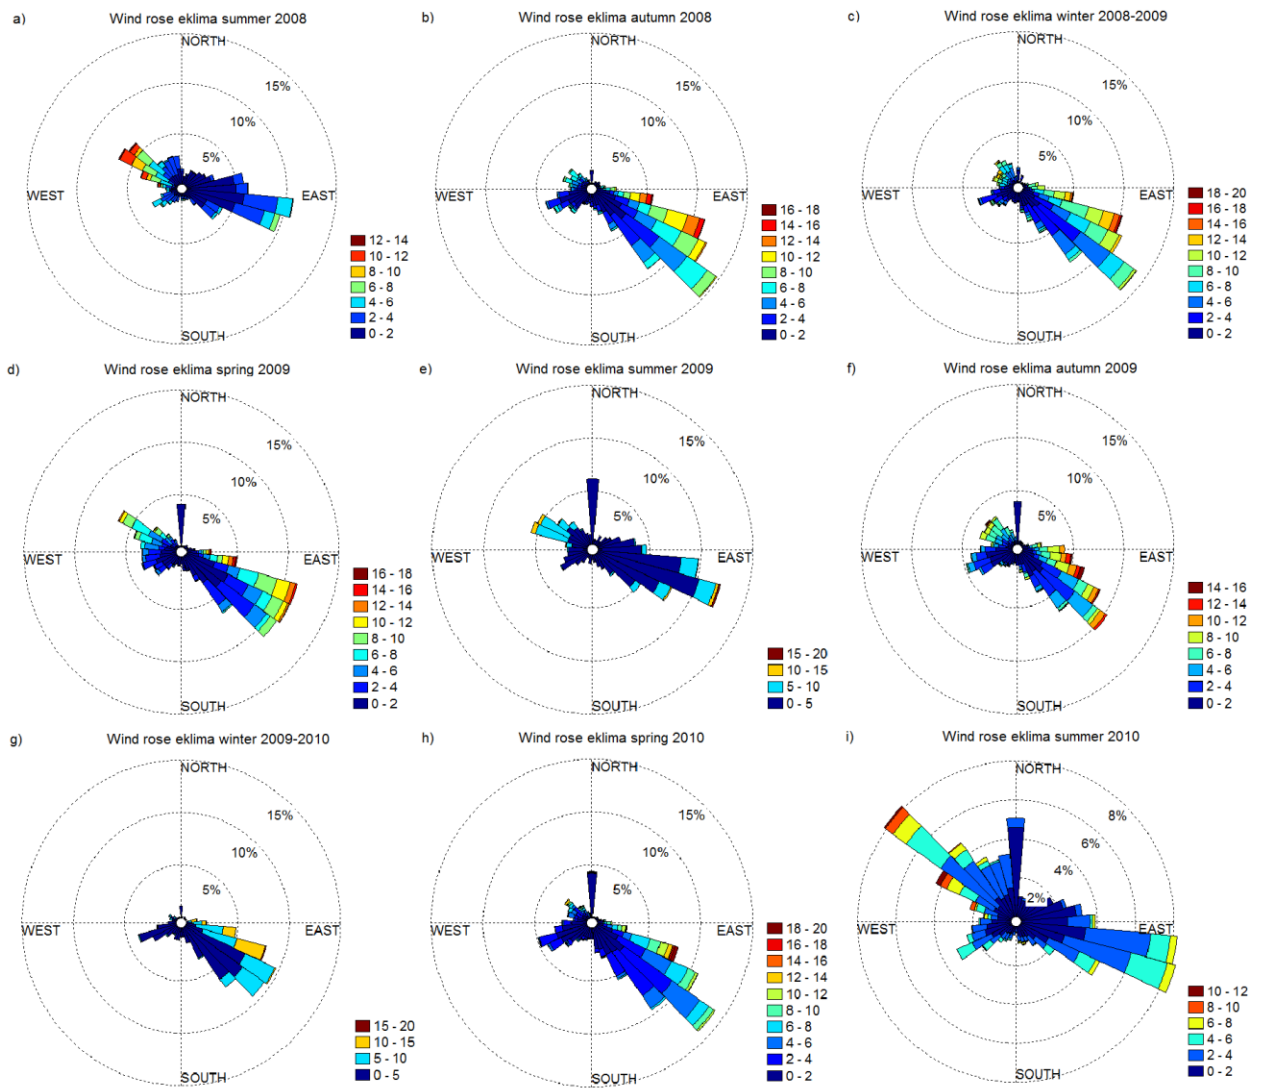 a) Wind rose eklima summer 2008
NORTH
15%
10%
5%
WEST
EAST
SOUTH
12 - 14
10 - 12
8 - 10
6 - 8
4 - 6
2 - 4
0 - 2
b) Wind rose eklima autumn 2008
NORTH
15%
10%
5%
WEST
EAST
SOUTH
16 - 18
14 - 16
12 - 14
10 - 12
8 - 10
6 - 8
4 - 6
2 - 4
0 - 2
c) Wind rose eklima winter 2008-2009
NORTH
15%
10%
5%
WEST
EAST
SOUTH
18 - 20
16 - 18
14 - 16
12 - 14
10 - 12
8 - 10
6 - 8
4 - 6
2 - 4
0 - 2
d) Wind rose eklima spring 2009
NORTH
15%
10%
5%
WEST
EAST
SOUTH
16 - 18
14 - 16
12 - 14
10 - 12
8 - 10
6 - 8
4 - 6
2 - 4
0 - 2
e) Wind rose eklima summer 2009
NORTH
15%
10%
5%
WEST
EAST
SOUTH
15 - 20
10 - 15
5 - 10
0 - 5
f) Wind rose eklima autumn 2009
NORTH
15%
10%
5%
WEST
EAST
SOUTH
14 - 16
12 - 14
10 - 12
8 - 10
6 - 8
4 - 6
2 - 4
0 - 2
g) Wind rose eklima winter 2009-2010
NORTH
15%
10%
5%
WEST
EAST
SOUTH
15 - 20
10 - 15
5 - 10
0 - 5
h) Wind rose eklima spring 2010
NORTH
15%
10%
5%
WEST
EAST
SOUTH
18 - 20
16 - 18
14 - 16
12 - 14
10 - 12
8 - 10
6 - 8
4 - 6
2 - 4
0 - 2
i) Wind rose eklima summer 2010
NORTH
8%
6%
4%
2%
WEST
EAST
SOUTH
10 - 12
8 - 10
6 - 8
4 - 6
2 - 4
0 - 2